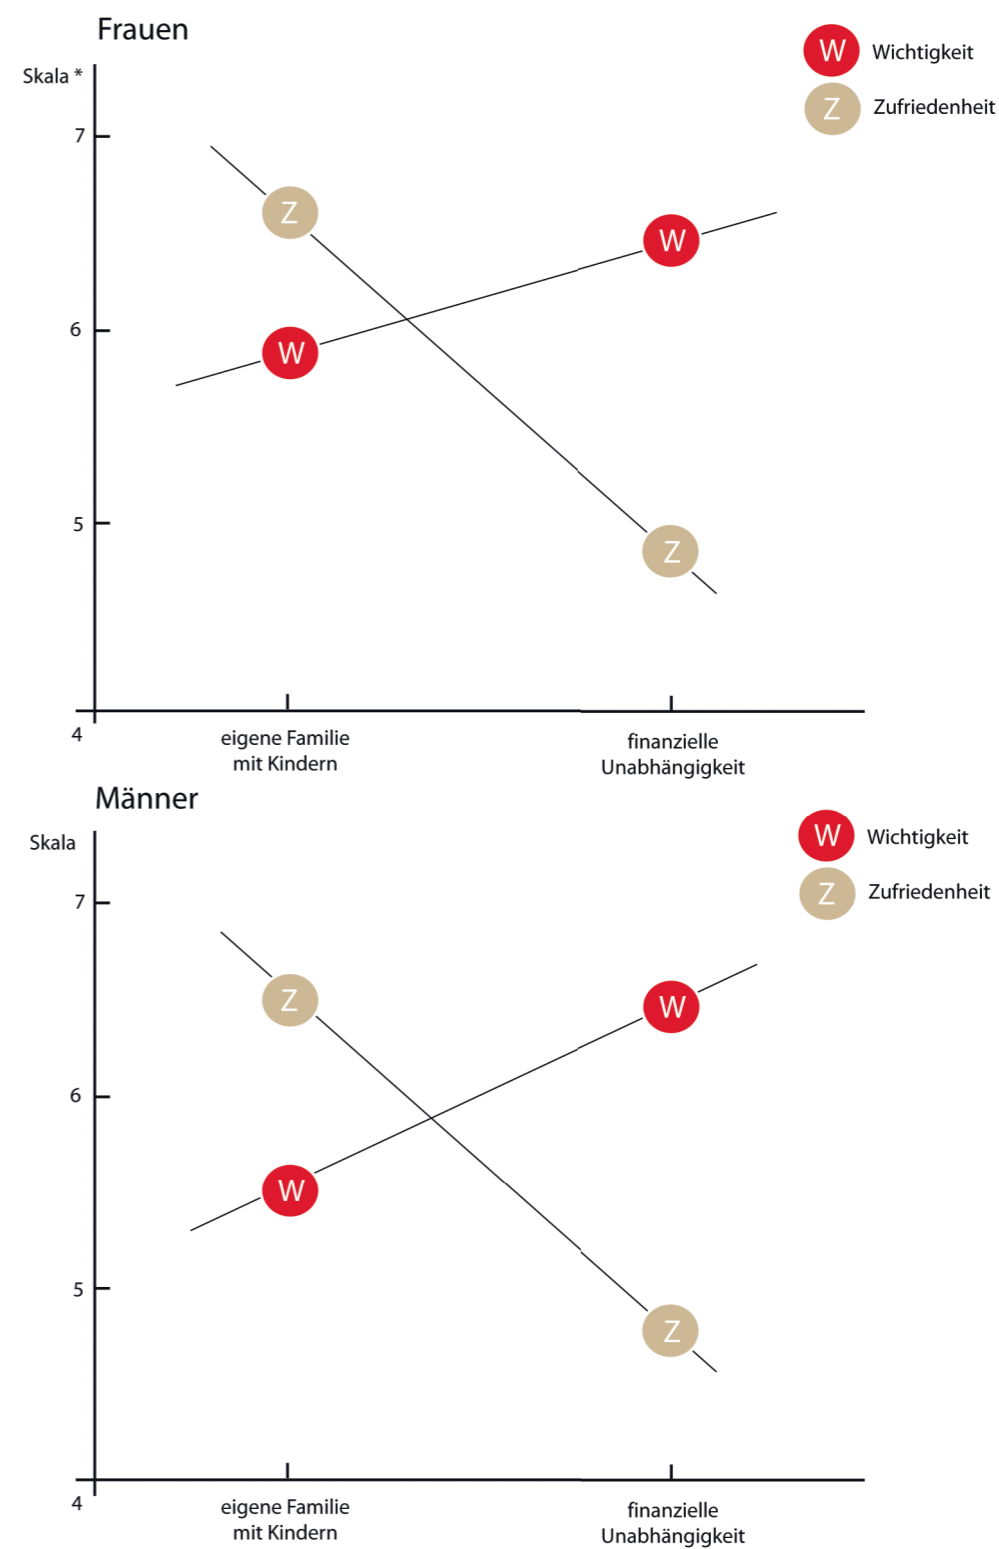 Frauen
W Wichtigkeit
Skala *
Z Zufriedenheit
7
Z
W
6
W
5
Z
4
eigene Familie
mit Kindern
finanzielle
Unabhängigkeit
Männer
W Wichtigkeit
Skala
Z Zufriedenheit
7
Z
W
6
W
5
Z
4
eigene Familie
mit Kindern
finanzielle
Unabhängigkeit